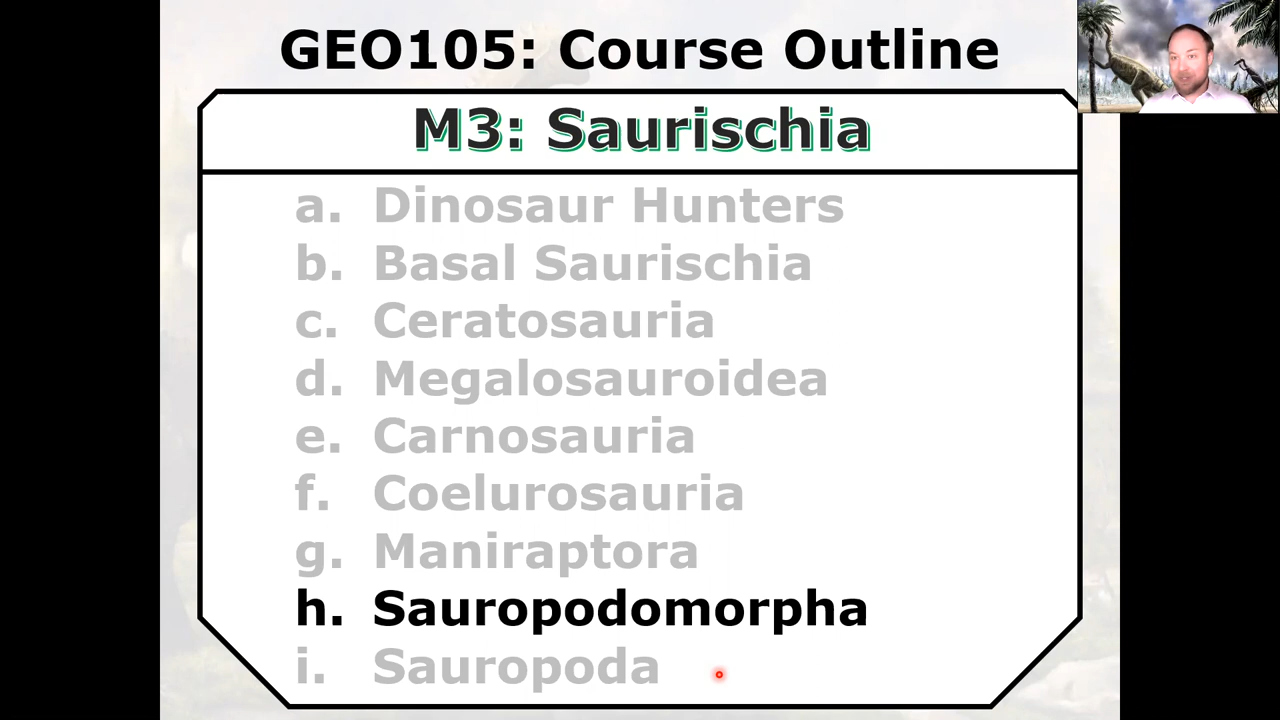 GEO105: Course Outline
M3: Saurischia
a. Dinosaur Hunters
b. Basal Saurischia
c. Ceratosauria
d. Megalosauroidea
e. Carnosauria
f. Coelurosauria
g. Maniraptora
h. Sauropodomorpha
i. Sauropoda